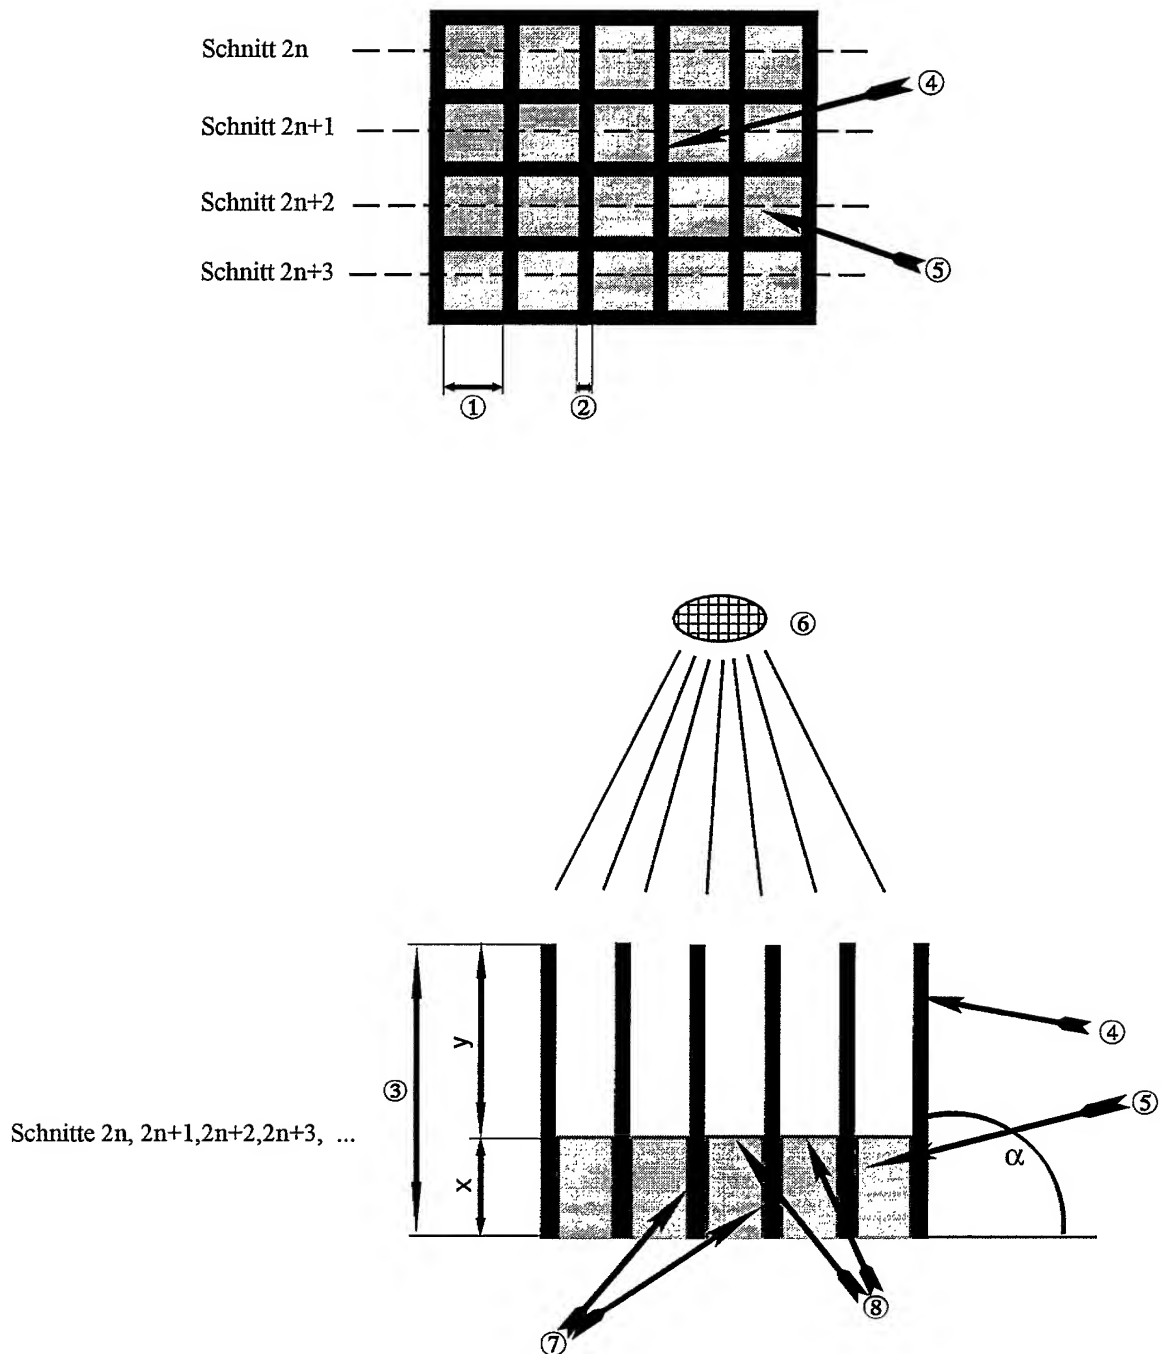 Schnitt 2n
④
Schnitt 2n+1
Schnitt 2n+2
⑤
Schnitt 2n+3
① ②
⑥
④
y
③
⑤
Schnitte 2n, 2n+1,2n+2,2n+3, ...
α
x
⑧
⑦